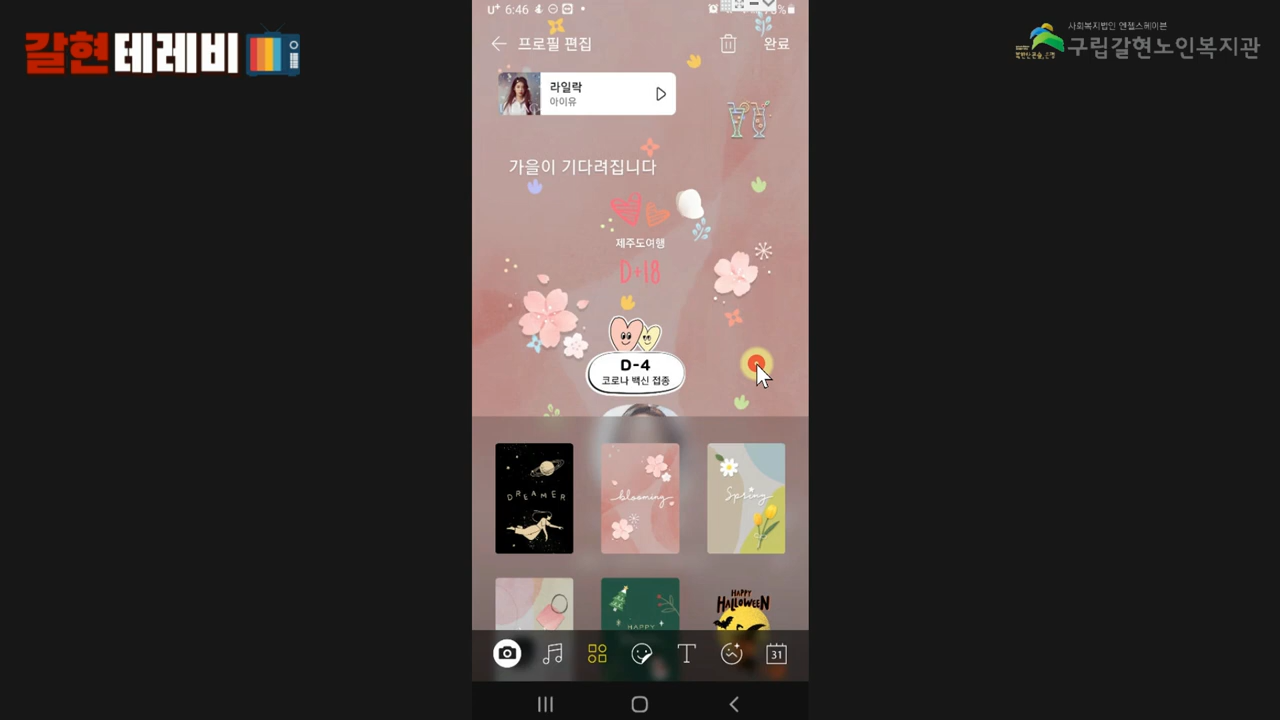 갈현테레비
사회복지법인 엔젤스헤이븐
구립갈현노인복지관
U+ 6:46
프로필 편집
완료
라일락
아이유
가을이 기다려집니다
제주도여행
D+18
D-4
코로나 백신 접종
DREAMER
blooming
Spring
HAPPY
HAPPY
HALLOWEEN
T
31